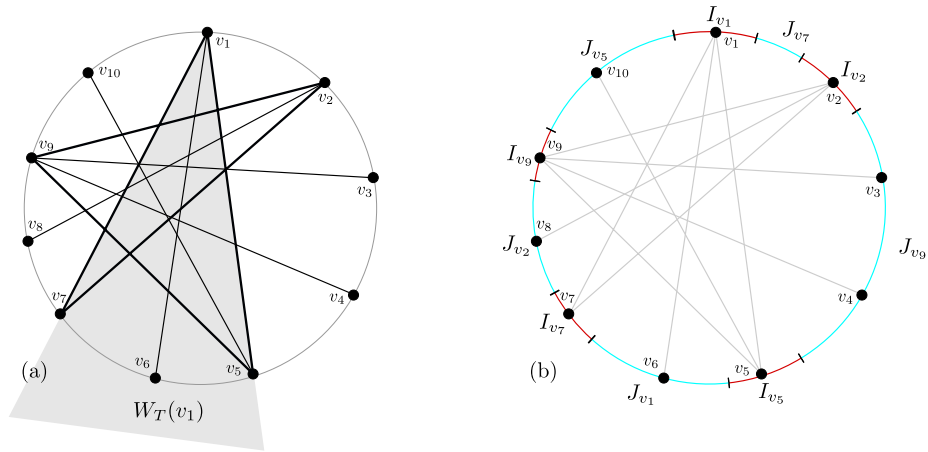 v₁
v₁₀
v₂
v₉
v₃
v₈
v₇
v₄
v₆
v₅
(a)
W_T(v₁)
I_{v₁}
v₁
J_{v₇}
J_{v₅}
v₁₀
I_{v₂}
v₂
v₉
I_{v₉}
v₃
v₈
J_{v₂}
J_{v₉}
v₇
v₄
I_{v₇}
v₆
v₅
(b)
J_{v₁}
I_{v₅}